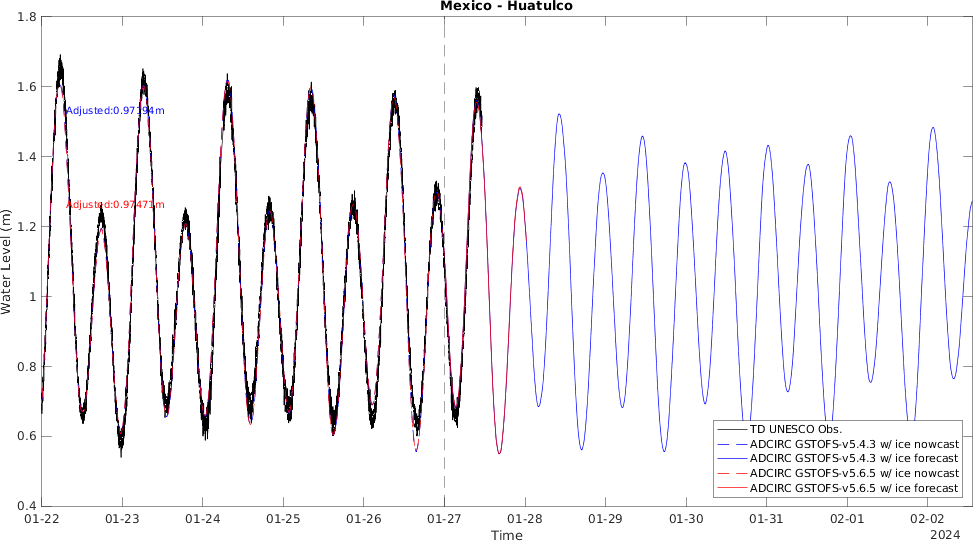 Mexico - Huatulco
1.8
1.6
1.4
1.2
1
0.8
0.6
0.4
Water Level (m)
Adjusted:0.97194m
Adjusted:0.97471m
TD UNESCO Obs.
ADCIRC GSTOFS-v5.4.3 w/ ice nowcast
ADCIRC GSTOFS-v5.4.3 w/ ice forecast
ADCIRC GSTOFS-v5.6.5 w/ ice nowcast
ADCIRC GSTOFS-v5.6.5 w/ ice forecast
01-22 01-23 01-24 01-25 01-26 01-27 01-28 01-29 01-30 01-31 02-01 02-02
Time
2024